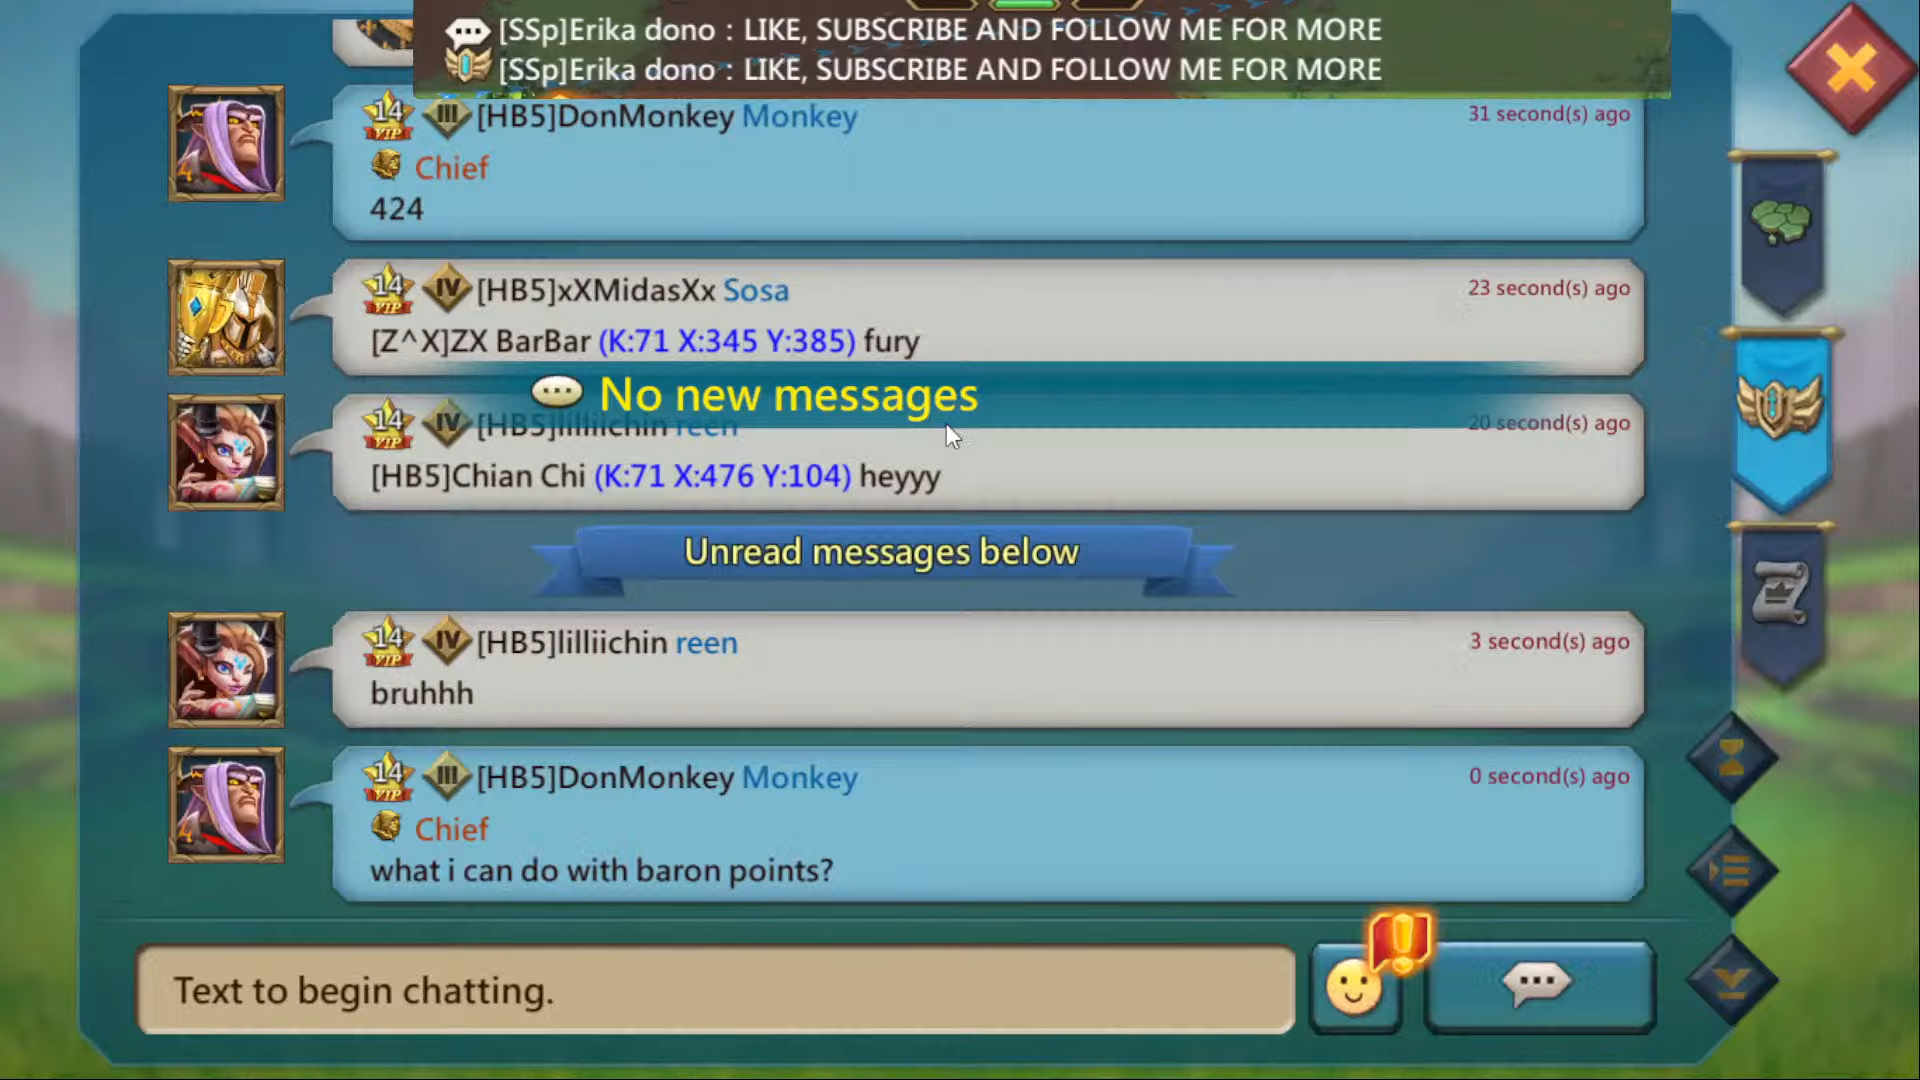 [SSp]Erika dono : LIKE, SUBSCRIBE AND FOLLOW ME FOR MORE
[SSp]Erika dono : LIKE, SUBSCRIBE AND FOLLOW ME FOR MORE
14 VIP III [HB5]DonMonkey Monkey 31 second(s) ago
4 Chief
424
14 VIP IV [HB5]xXMidasXx Sosa 23 second(s) ago
[Z^X]ZX BarBar (K:71 X:345 Y:385) fury
No new messages
14 VIP IV [HB5]lilliichin reen 20 second(s) ago
[HB5]Chian Chi (K:71 X:476 Y:104) heyyy
Unread messages below
14 VIP IV [HB5]lilliichin reen 3 second(s) ago
bruhhh
14 VIP III [HB5]DonMonkey Monkey 0 second(s) ago
4 Chief
what i can do with baron points?
Text to begin chatting.